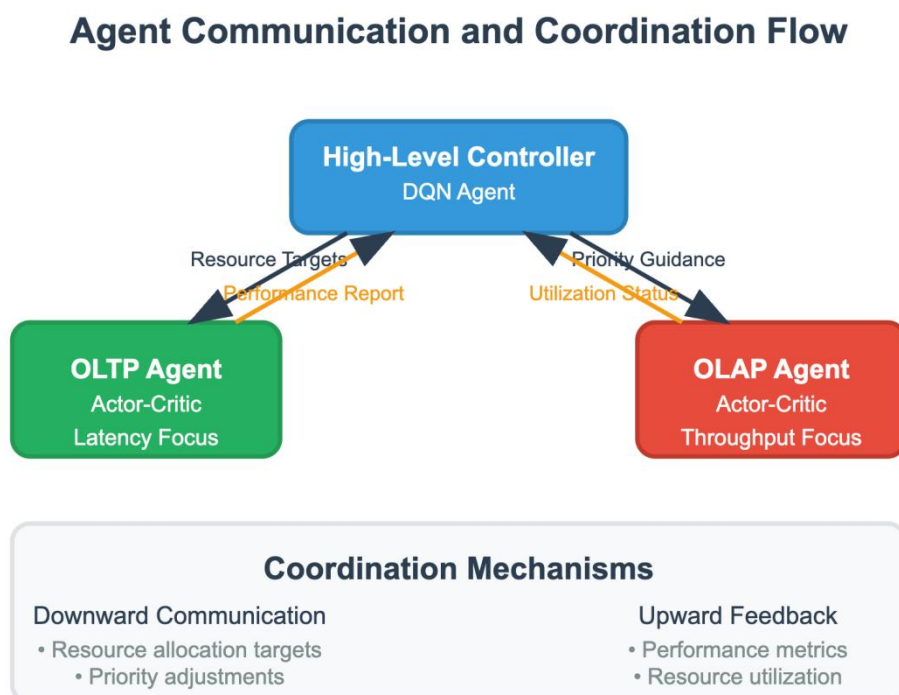 Agent Communication and Coordination Flow
High-Level Controller
DQN Agent
Resource Targets
Priority Guidance
Performance Report
Utilization Status
OLTP Agent
Actor-Critic
Latency Focus
OLAP Agent
Actor-Critic
Throughput Focus
Coordination Mechanisms
Downward Communication
• Resource allocation targets
• Priority adjustments
Upward Feedback
• Performance metrics
• Resource utilization